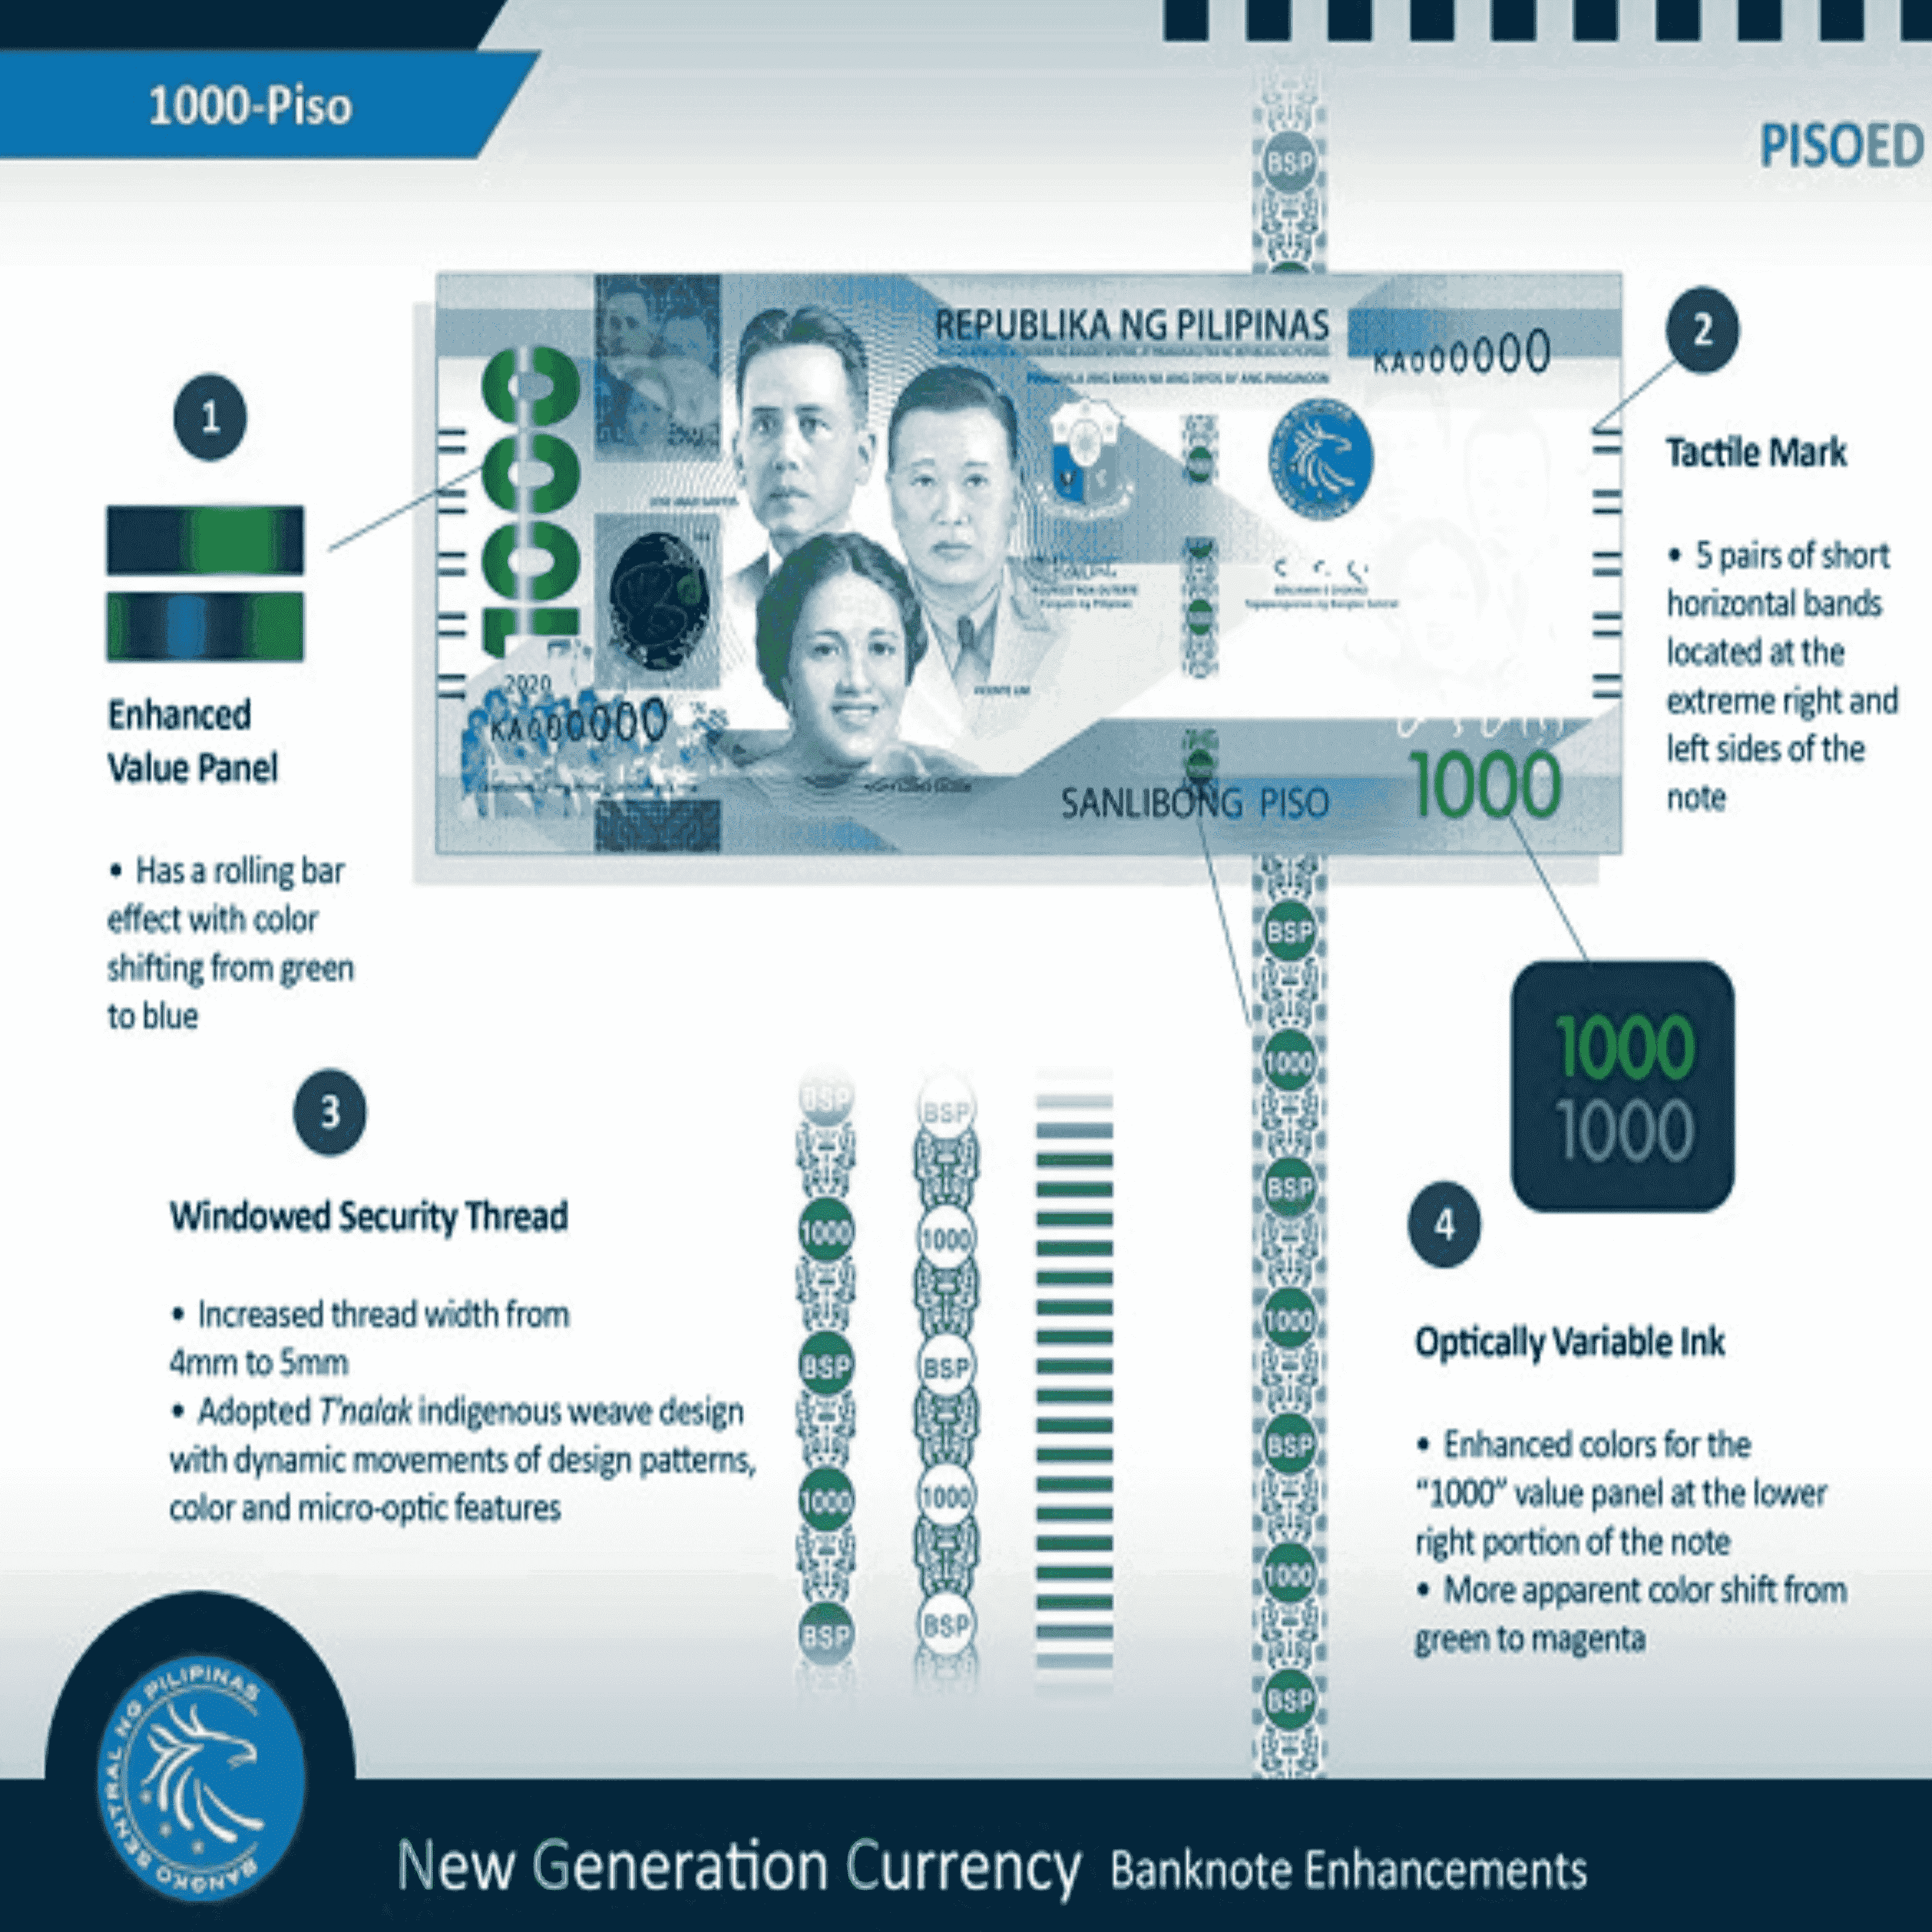 1000-Piso
PISOED
1
Enhanced
Value Panel
• Has a rolling bar
effect with color
shifting from green
to blue
1000
REPUBLIKA NG PILIPINAS
KA000000
2020
KA000000
SANLIBONG PISO
1000
BSP
2
Tactile Mark
• 5 pairs of short
horizontal bands
located at the
extreme right and
left sides of the
note
3
Windowed Security Thread
• Increased thread width from
4mm to 5mm
• Adopted T'nalak indigenous weave design
with dynamic movements of design patterns,
color and micro-optic features
BSP
1000
BSP
1000
BSP
BSP
1000
BSP
1000
BSP
BSP
1000
BSP
1000
BSP
1000
BSP
1000
1000
4
Optically Variable Ink
• Enhanced colors for the
“1000” value panel at the lower
right portion of the note
• More apparent color shift from
green to magenta
BANGKO SENTRAL NG PILIPINAS
New Generation Currency Banknote Enhancements